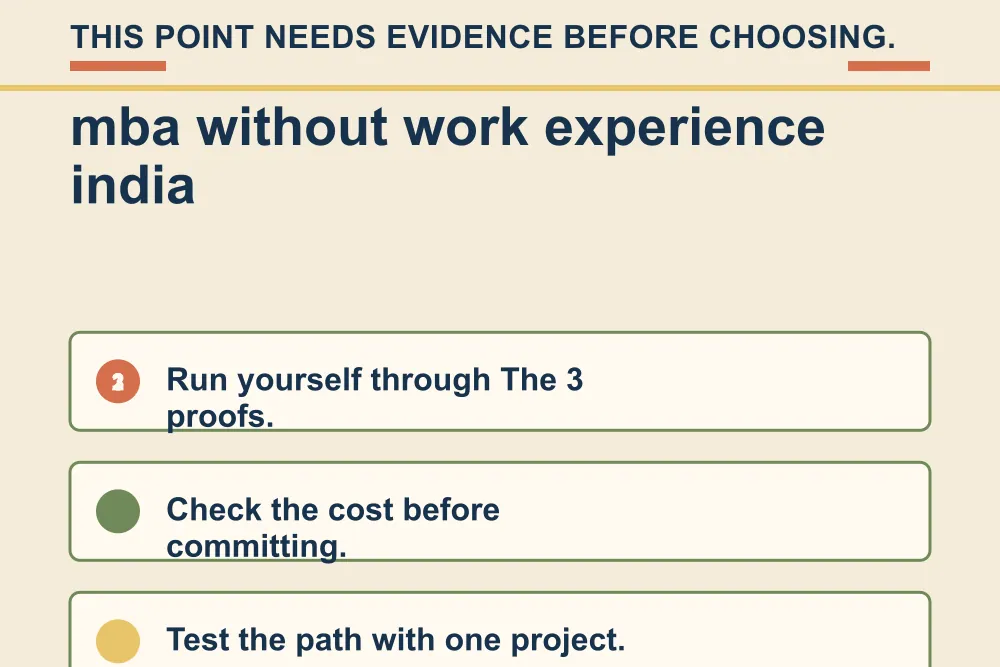 THIS POINT NEEDS EVIDENCE BEFORE CHOOSING.
mba without work experience
india
Run yourself through The 3
proofs.
Check the cost before
committing.
Test the path with one project.